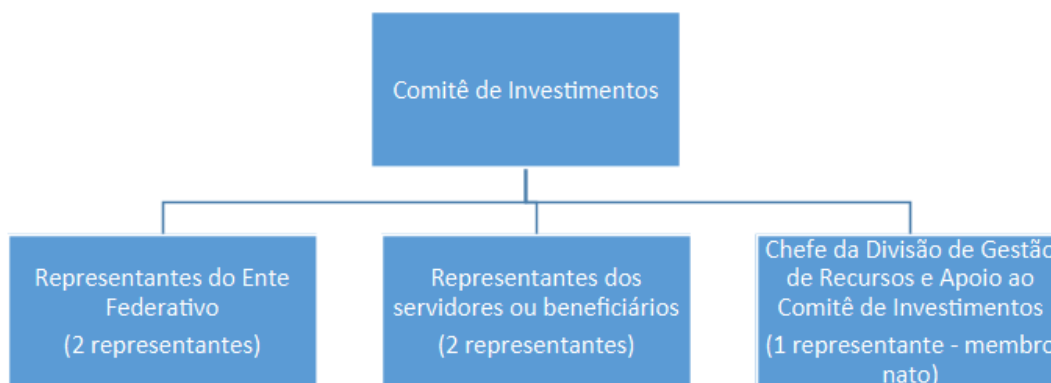 Comitê de Investimentos
Representantes do Ente
Federativo
(2 representantes)
Representantes dos
servidores ou beneficiários
(2 representantes)
Chefe da Divisão de Gestão
de Recursos e Apoio ao
Comitê de Investimentos
(1 representante - membro
nato)